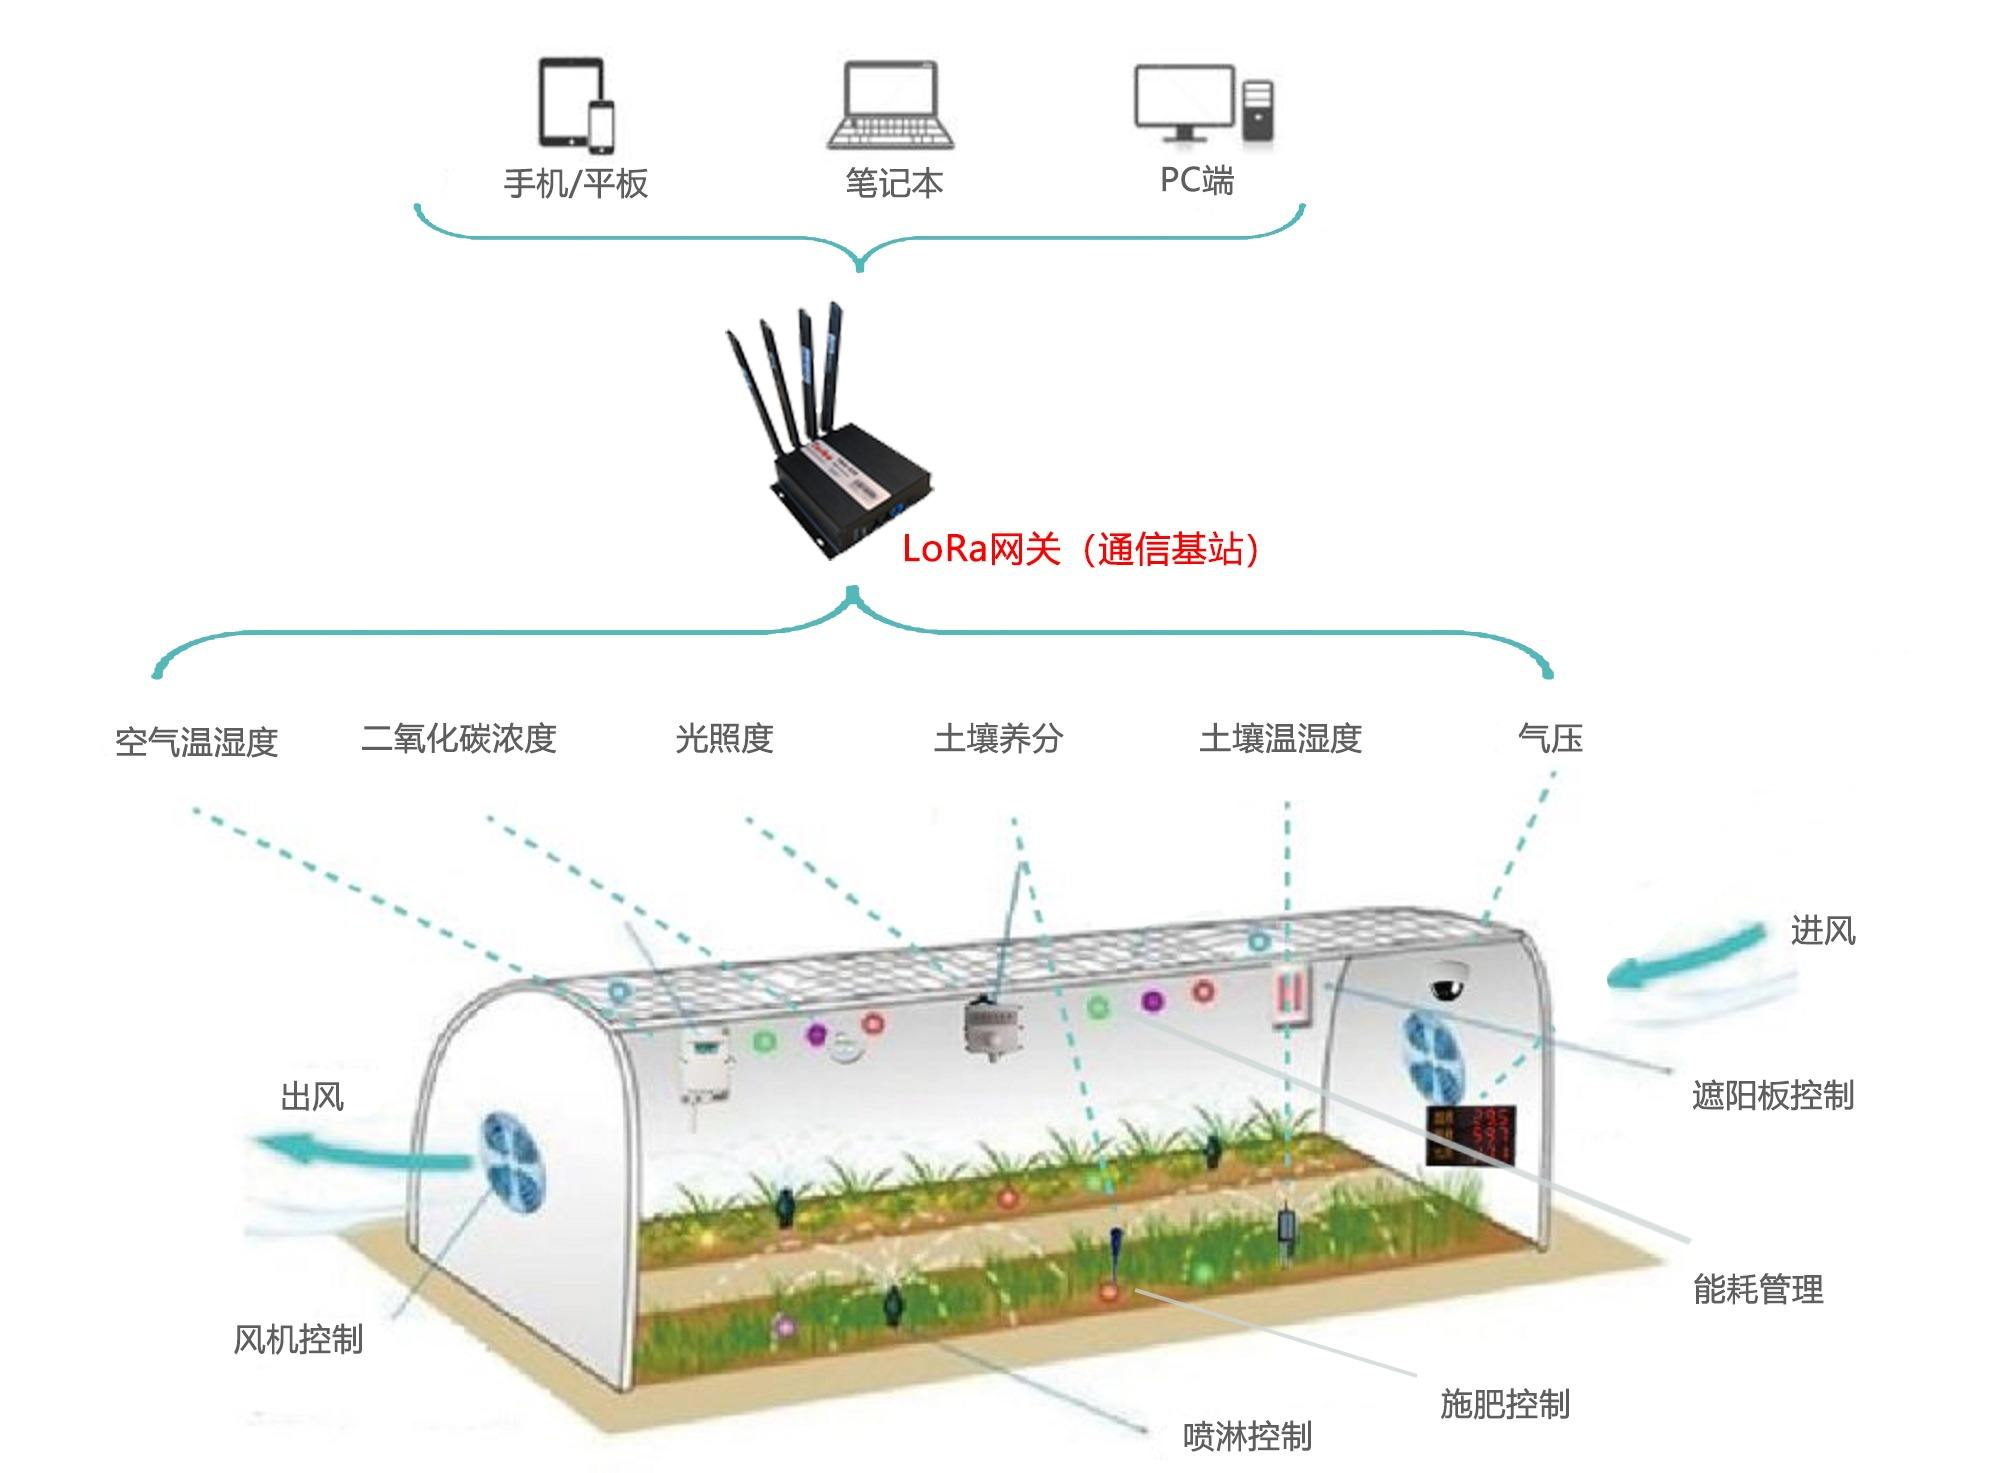 手机/平板
笔记本
PC端
LoRa网关（通信基站）
空气温湿度
二氧化碳浓度
光照度
土壤养分
土壤温湿度
气压
进风
出风
遮阳板控制
能耗管理
风机控制
施肥控制
喷淋控制